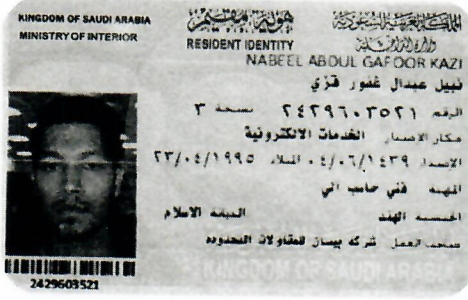 KINGDOM OF SAUDI ARABIA
MINISTRY OF INTERIOR
هوية مقيم
RESIDENT IDENTITY
المملكة العربية السعودية
وزارة الداخلية
NABEEL ABDUL GAFOOR KAZI
نبيل عبدال غفور قزي
الرقم ٢٤٢٩٦٠٣٥٢١ نسخة ٣
مكان الاصدار الخدمات الالكترونية
الإصدار ٠٤/٠٦/١٤٣٩ الميلاد ٢٣/٠٤/١٩٩٥
المهنة فني حاسب الي
الجنسية الهند الديانة الاسلام
صاحب العمل شركة بيسان للمقاولات المحدوده
2429603521
KINGDOM OF SAUDI ARABIA